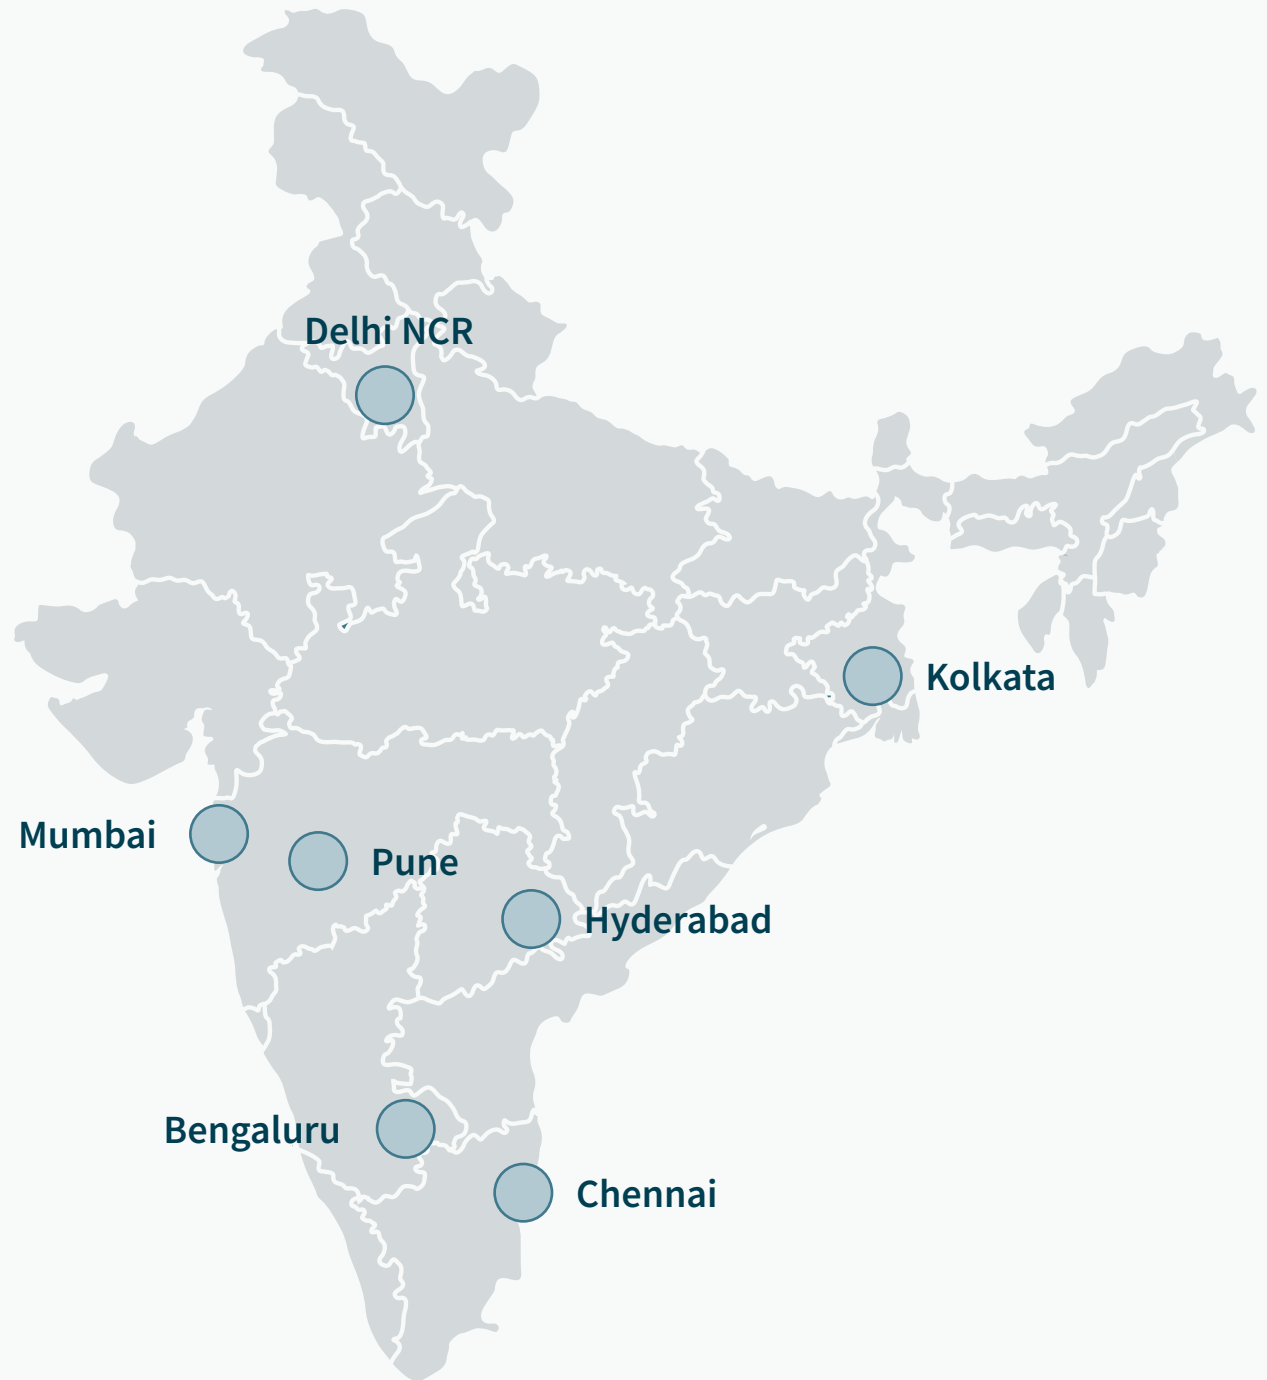 Delhi NCR
Kolkata
Mumbai
Pune
Hyderabad
Bengaluru
Chennai